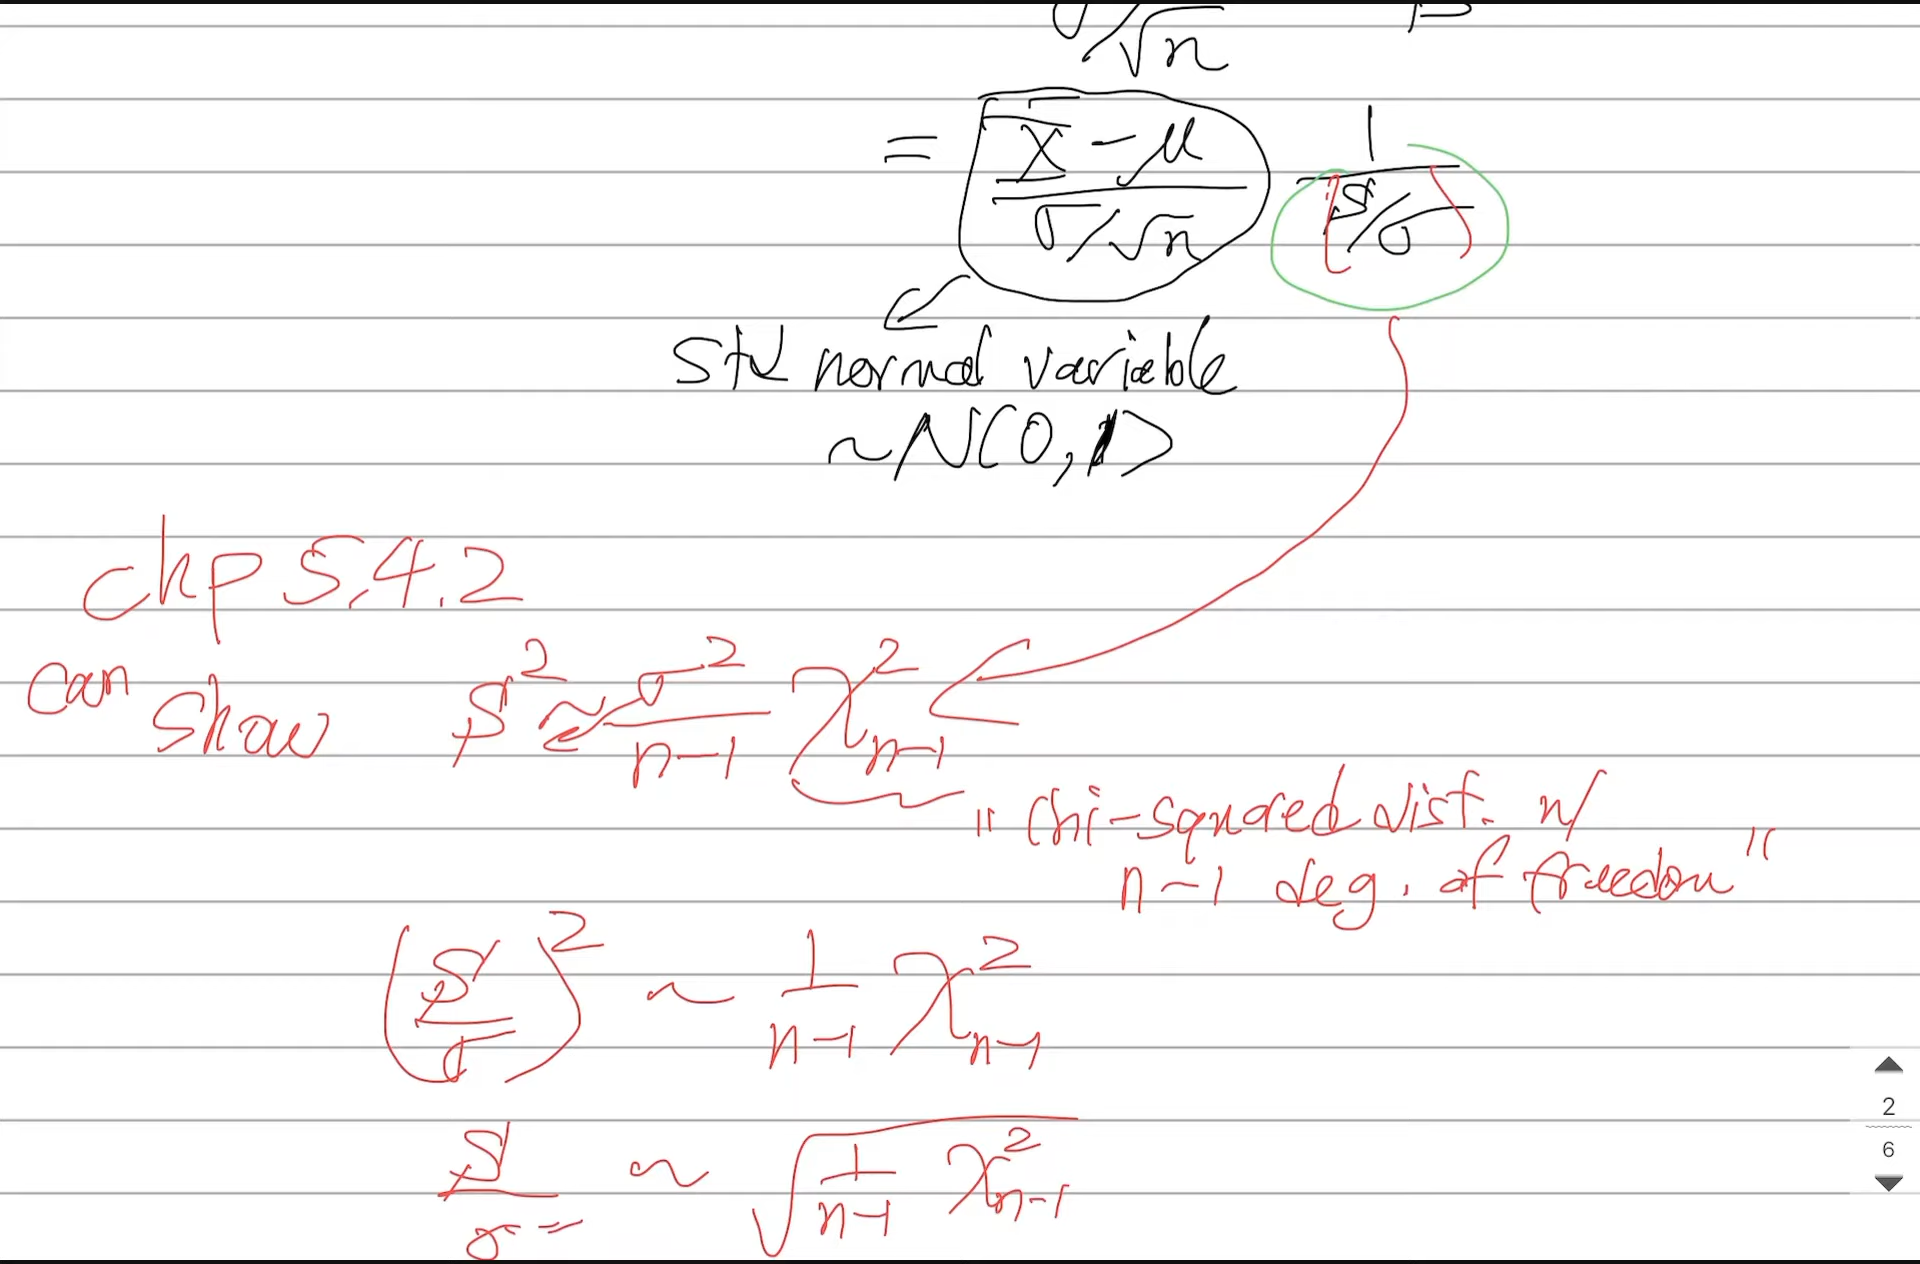 σ/√n
= (X̄ - μ)/(σ/√n) 1/(S/σ)
std normal variable
~ N(0, 1)
chp 5.4.2
can show S² ~ σ²/(n-1) χ²ₙ₋₁
"Chi-squared dist. w/
n-1 deg. of freedom"
(S/σ)² ~ 1/(n-1) χ²ₙ₋₁
S/σ ~ √(1/(n-1) χ²ₙ₋₁)
2
6